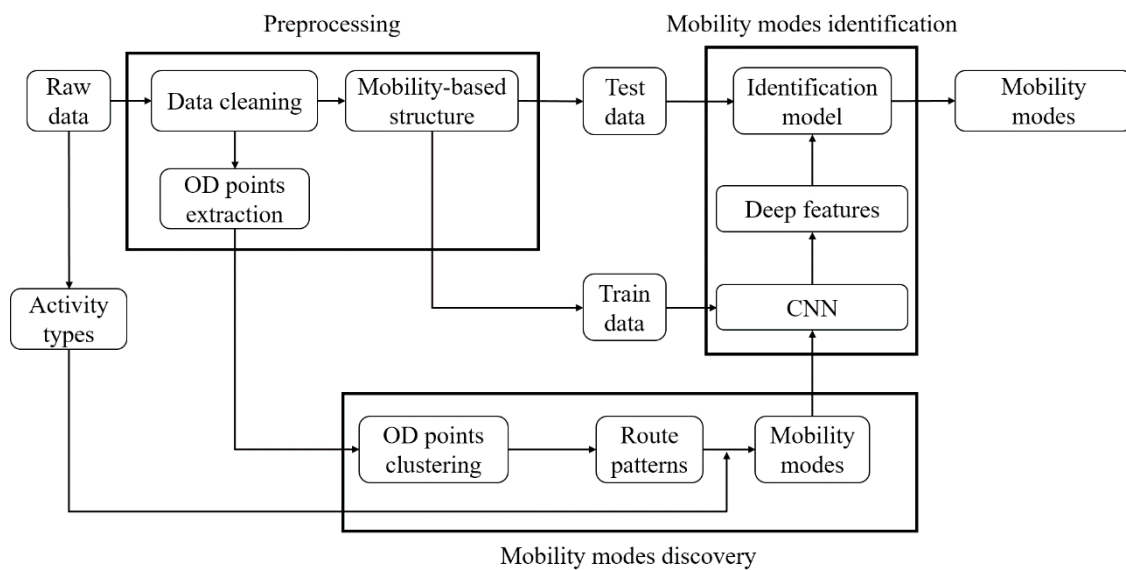 Preprocessing
Mobility modes identification
Raw
data
Data cleaning
Mobility-based
structure
Test
data
Identification
model
Mobility
modes
OD points
extraction
Deep features
Activity
types
Train
data
CNN
OD points
clustering
Route
patterns
Mobility
modes
Mobility modes discovery